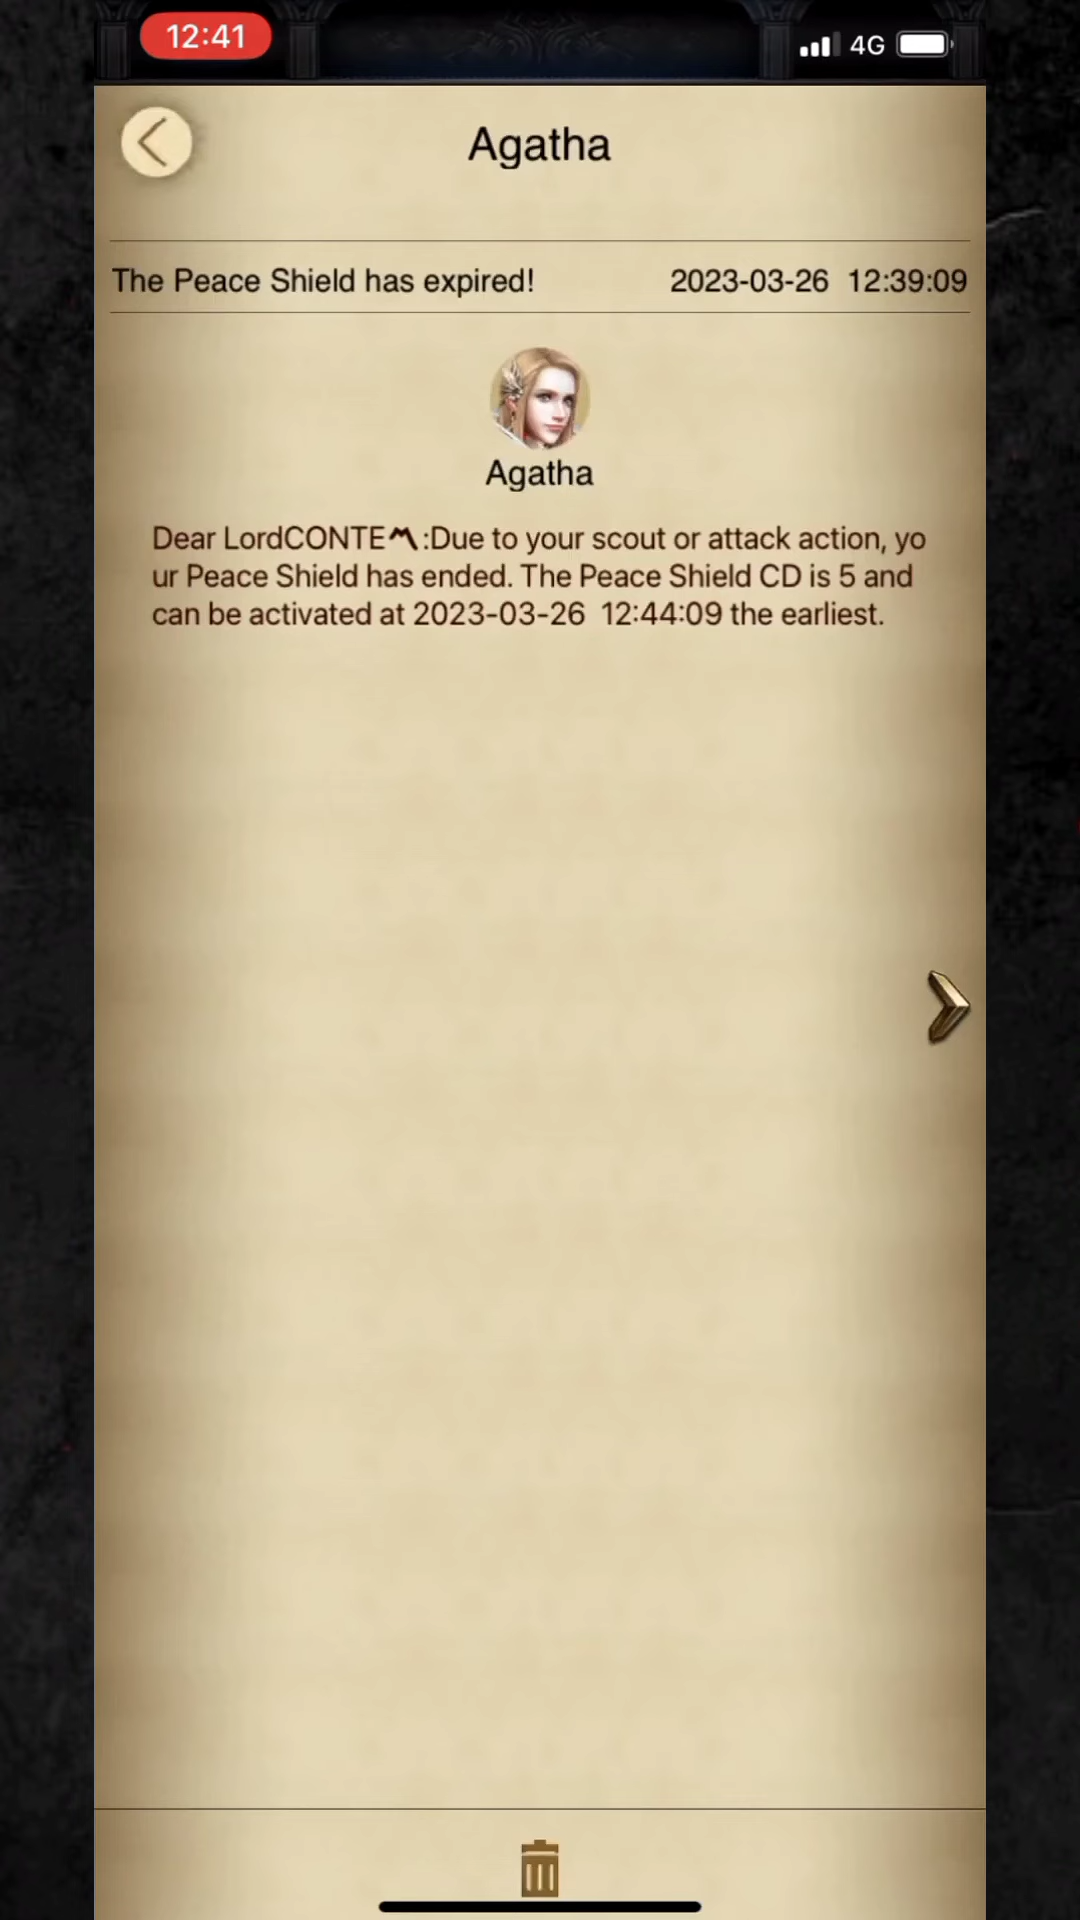 12:41
4G
Agatha
The Peace Shield has expired! 2023-03-26 12:39:09
Agatha
Dear LordCONTE:Due to your scout or attack action, yo
ur Peace Shield has ended. The Peace Shield CD is 5 and
can be activated at 2023-03-26 12:44:09 the earliest.